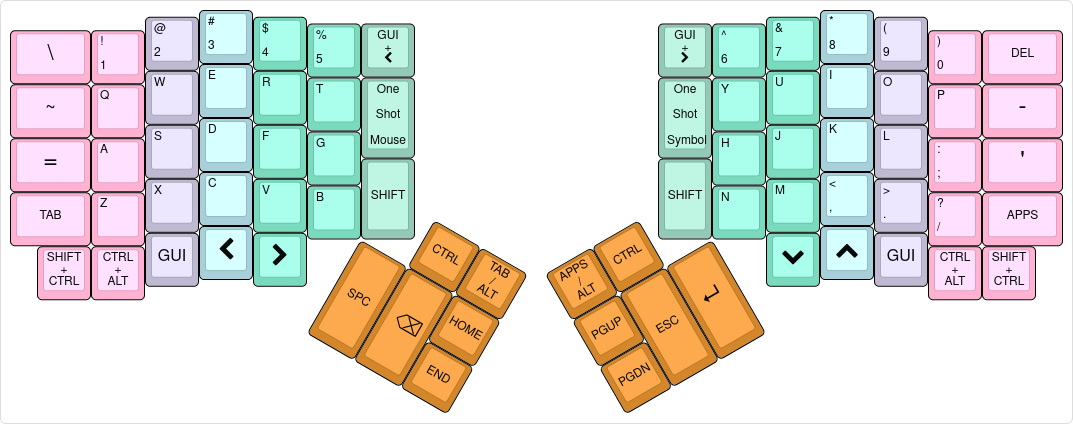 \
!
1
@
2
#
3
$
4
%
5
GUI
+
<
~
Q
W
E
R
T
One
Shot
Mouse
=
A
S
D
F
G
TAB
Z
X
C
V
B
SHIFT
SHIFT
+
CTRL
CTRL
+
ALT
GUI
<
>
SPC
⌫
CTRL
TAB
/
ALT
HOME
END
GUI
+
>
^
6
&
7
*
8
(
9
)
0
DEL
One
Shot
Symbol
Y
U
I
O
P
-
H
J
K
L
:
;
'
SHIFT
N
M
<
,
>
.
?
/
APPS
GUI
CTRL
+
ALT
SHIFT
+
CTRL
APPS
/
ALT
CTRL
PGUP
PGDN
ESC
↵